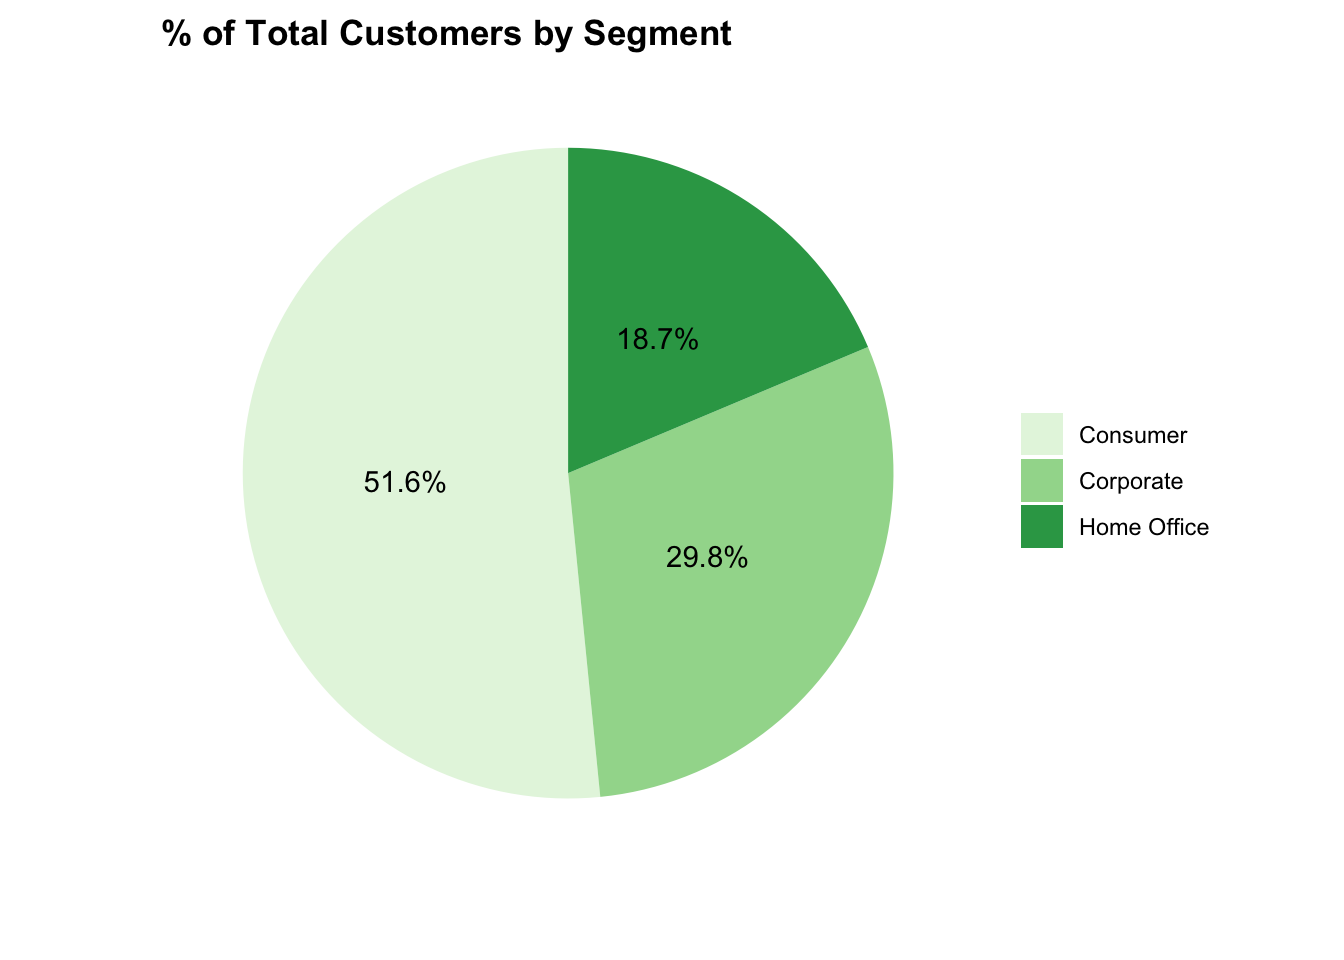 % of Total Customers by Segment
18.7%
51.6%
29.8%
Consumer
Corporate
Home Office